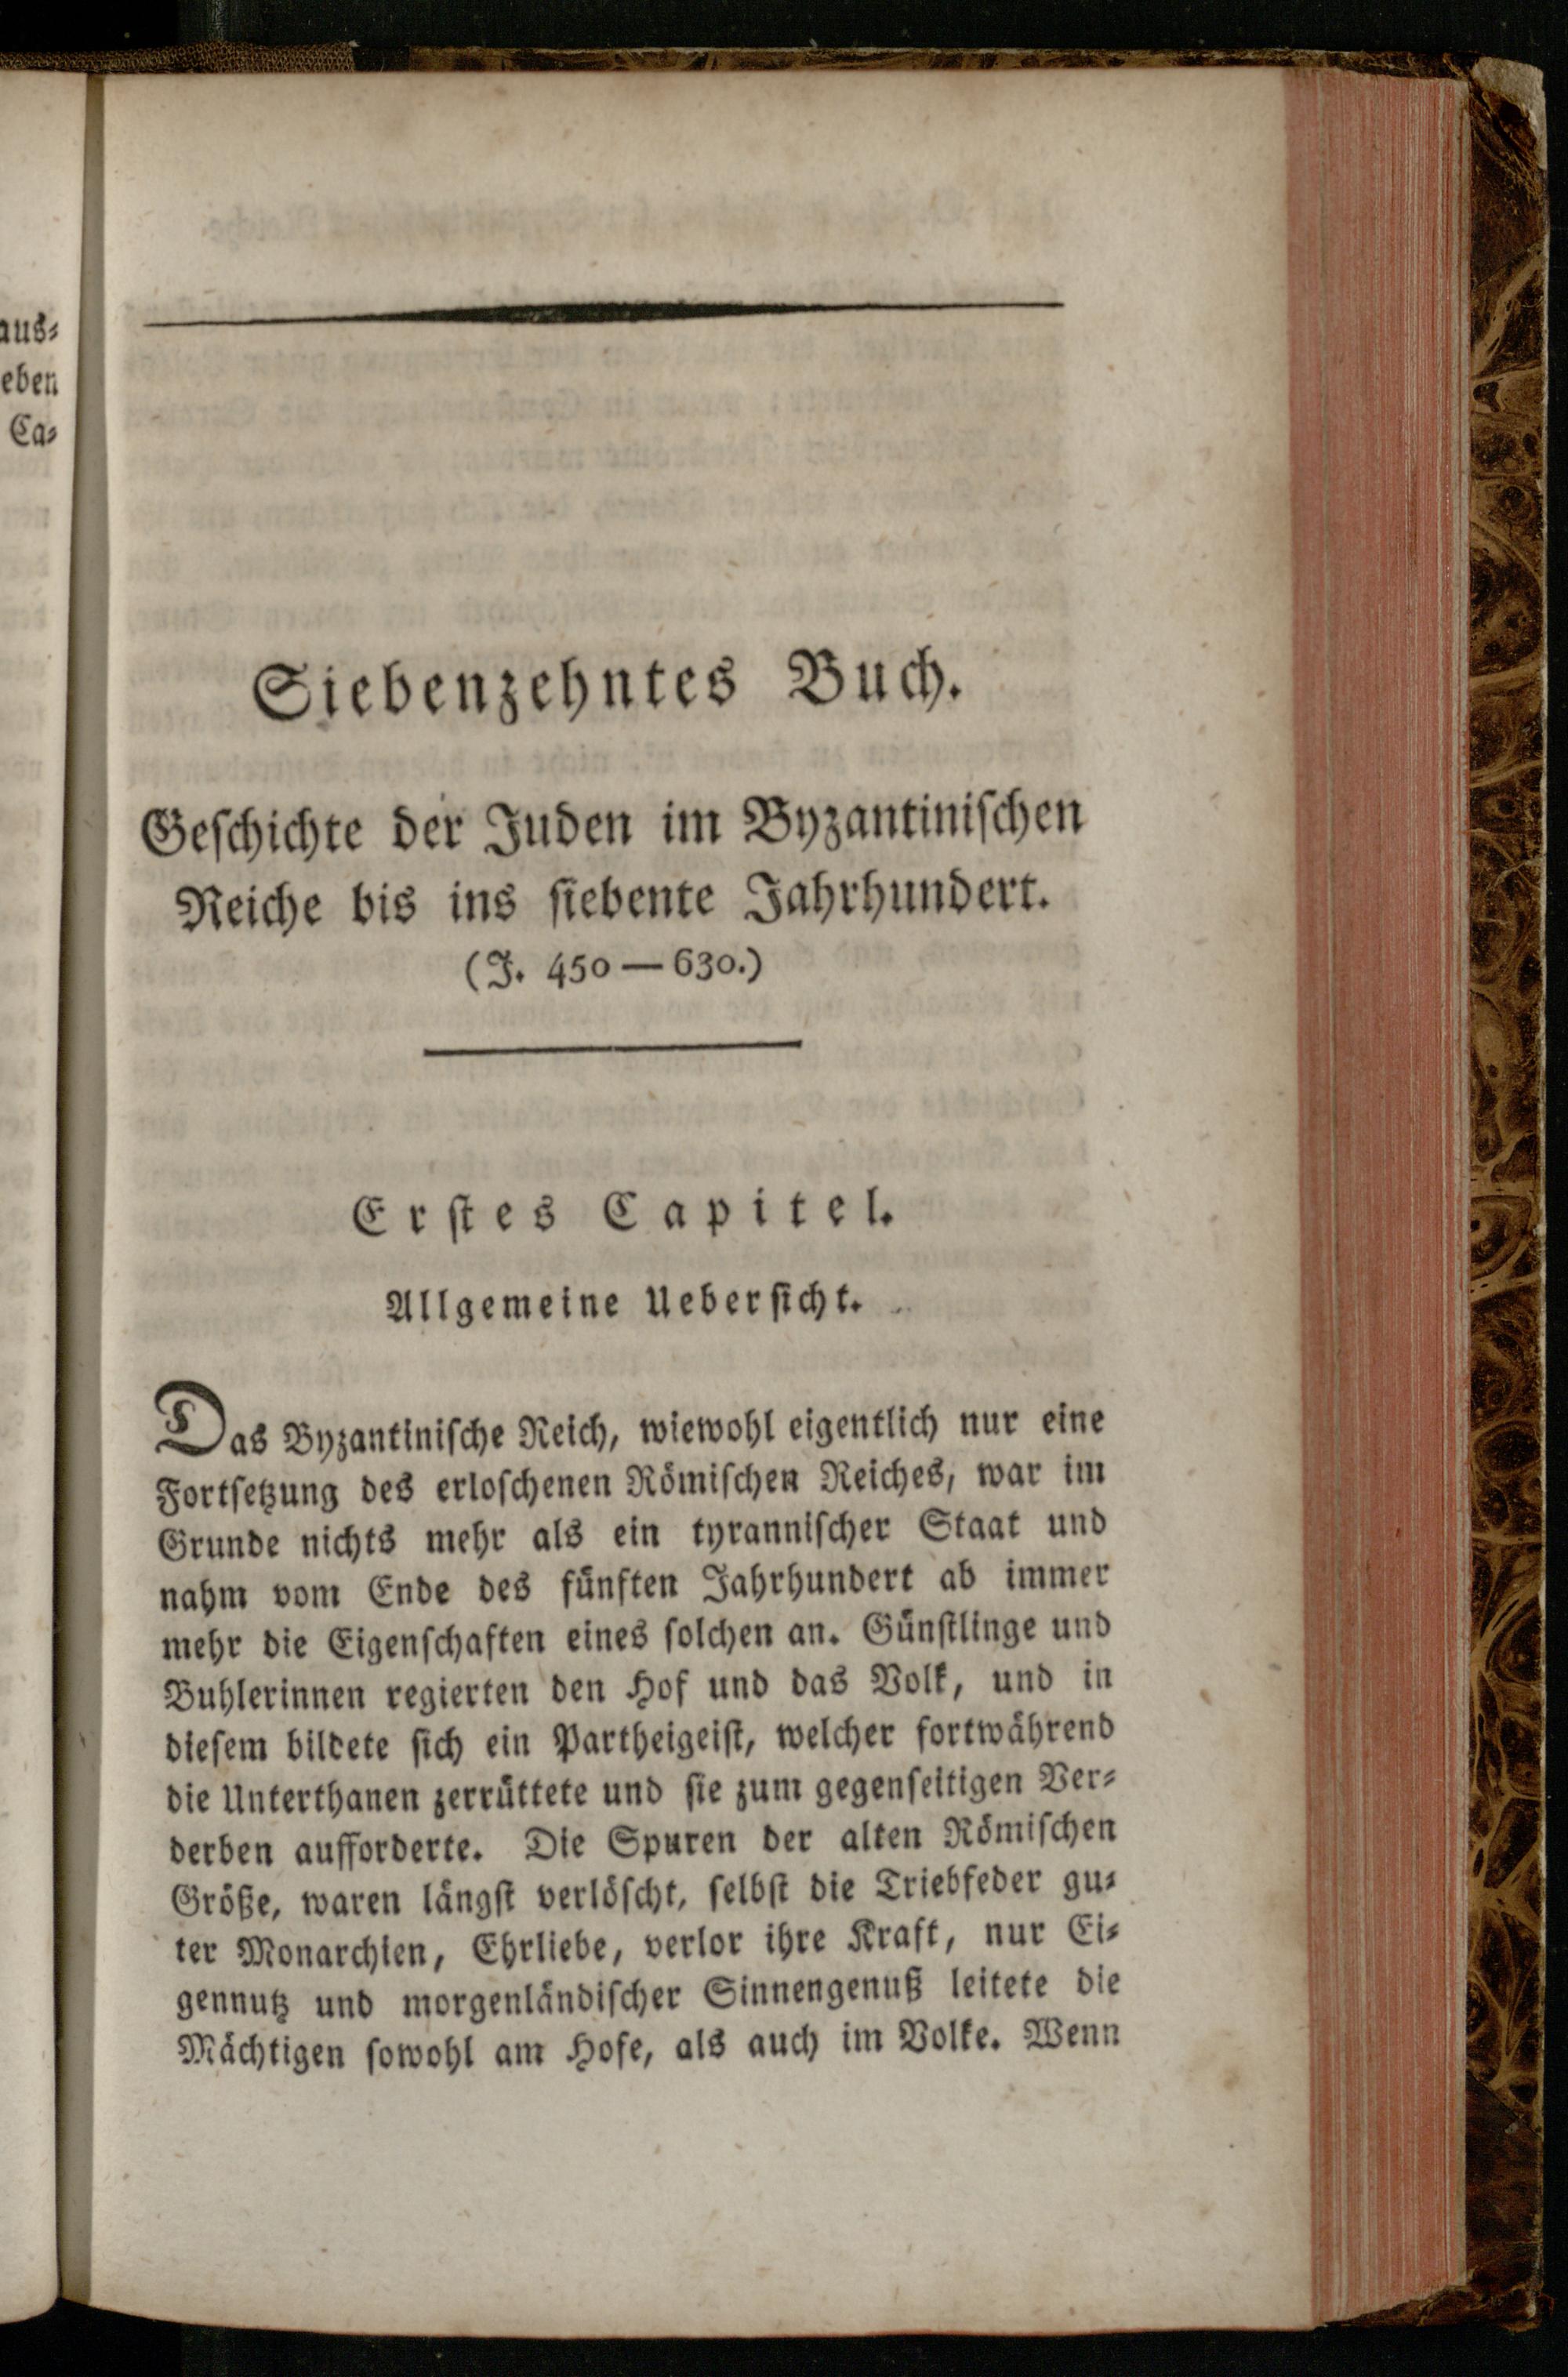 aus⸗
eben
Ca⸗
Siebenzehntes Buch.
Geſchichte der Juden im Byzantiniſchen
Reiche bis ins ſiebente Jahrhundert.
(J. 450 — 630.)
Erſtes Capitel.
Allgemeine Ueberſicht.
Das Byzantiniſche Reich, wiewohl eigentlich nur eine
Fortſetzung des erloſchenen Römiſchen Reiches, war im
Grunde nichts mehr als ein tyranniſcher Staat und
nahm vom Ende des fünften Jahrhundert ab immer
mehr die Eigenſchaften eines ſolchen an. Günſtlinge und
Buhlerinnen regierten den Hof und das Volk, und in
dieſem bildete ſich ein Partheigeiſt, welcher fortwährend
die Unterthanen zerrüttete und ſie zum gegenſeitigen Ver⸗
derben aufforderte. Die Spuren der alten Römiſchen
Größe, waren längſt verlöſcht, ſelbſt die Triebfeder gu⸗
ter Monarchien, Ehrliebe, verlor ihre Kraft, nur Ei⸗
gennutz und morgenländiſcher Sinnengenuß leitete die
Mächtigen ſowohl am Hofe, als auch im Volke. Wenn